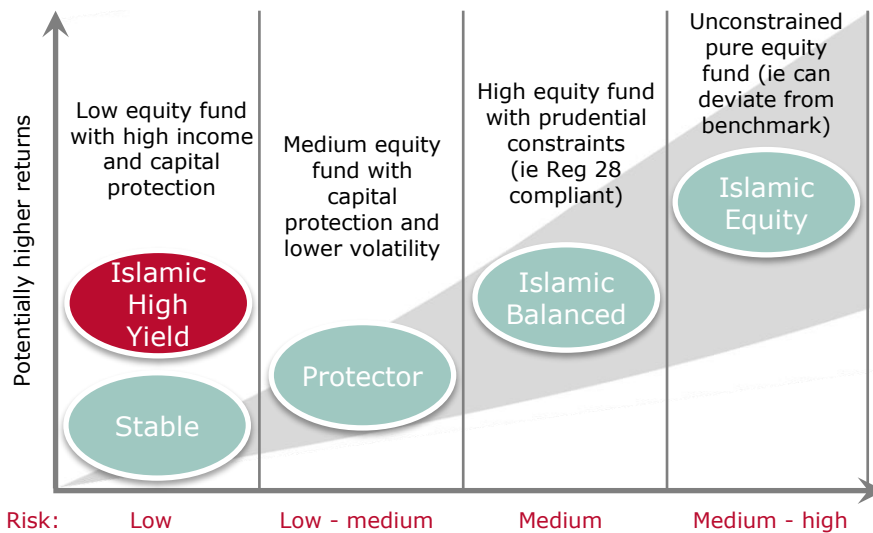 Potentially higher returns
Low equity fund
with high income
and capital
protection
Islamic
High
Yield
Stable
Medium equity
fund with
capital
protection and
lower volatility
Protector
High equity fund
with prudential
constraints
(ie Reg 28
compliant)
Islamic
Balanced
Unconstrained
pure equity
fund (ie can
deviate from
benchmark)
Islamic
Equity
Risk: Low Low - medium Medium Medium - high